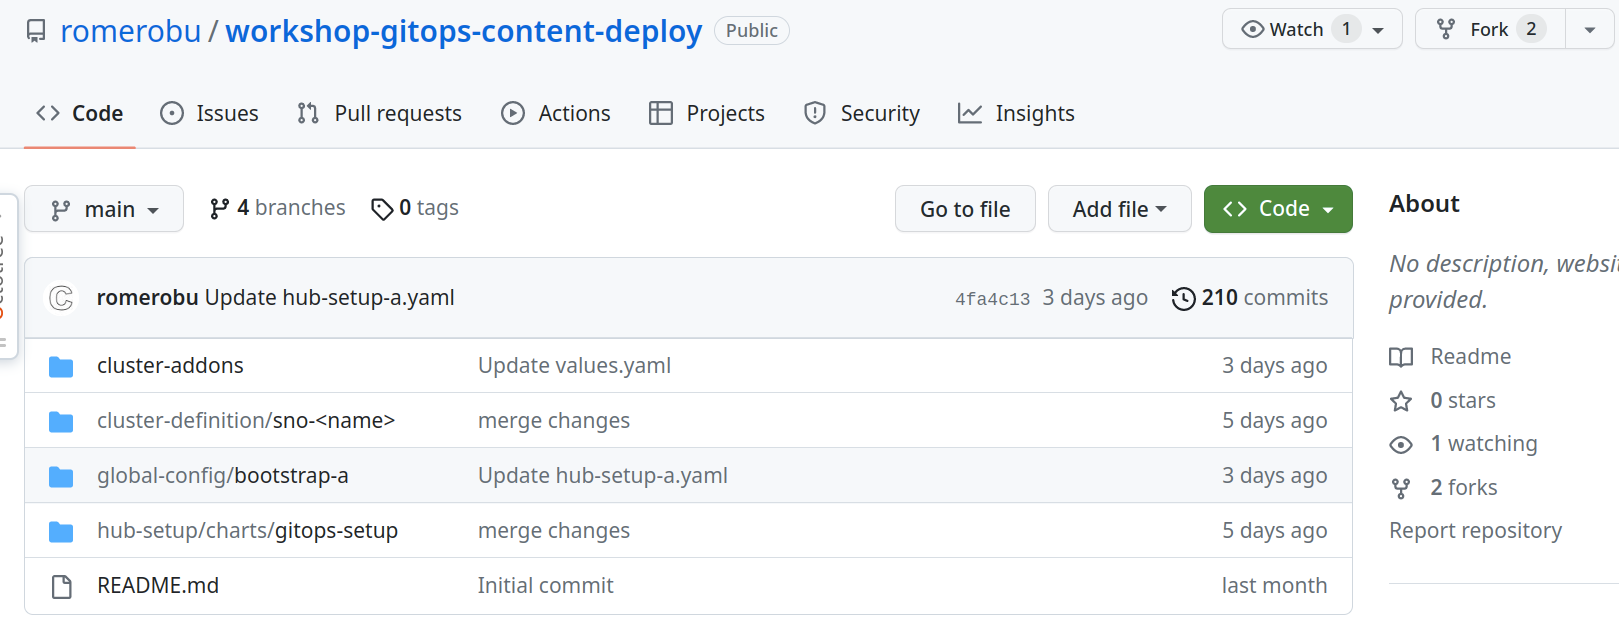 romerobu / workshop-gitops-content-deploy Public Watch 1 Fork 2
Code Issues Pull requests Actions Projects Security Insights
main 4 branches 0 tags Go to file Add file Code
romerobu Update hub-setup-a.yaml 4fa4c13 3 days ago 210 commits
cluster-addons Update values.yaml 3 days ago
cluster-definition/sno-<name> merge changes 5 days ago
global-config/bootstrap-a Update hub-setup-a.yaml 3 days ago
hub-setup/charts/gitops-setup merge changes 5 days ago
README.md Initial commit last month
About
No description,
provided.
Readme
0 stars
1 watching
2 forks
Report repository